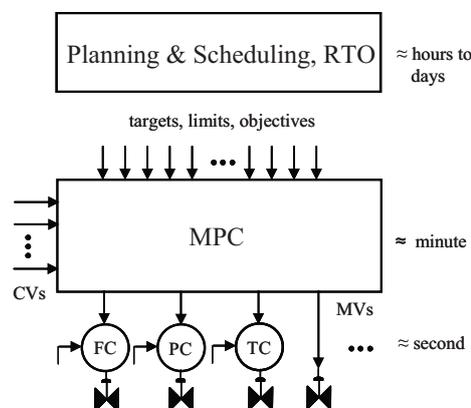 Planning & Scheduling, RTO
≈ hours to
days
targets, limits, objectives
MPC
≈ minute
CVs
MVs
FC
PC
TC
≈ second